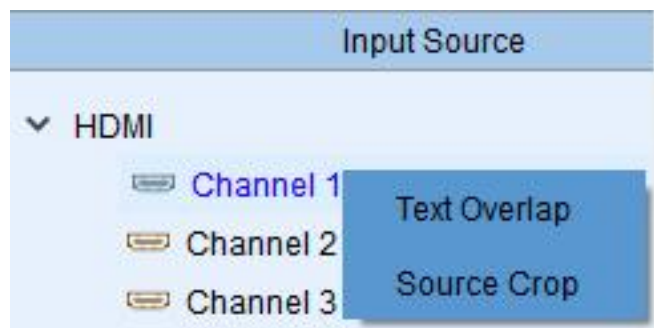 Input Source
HDMI
Channel 1
Text Overlap
Channel 2
Source Crop
Channel 3